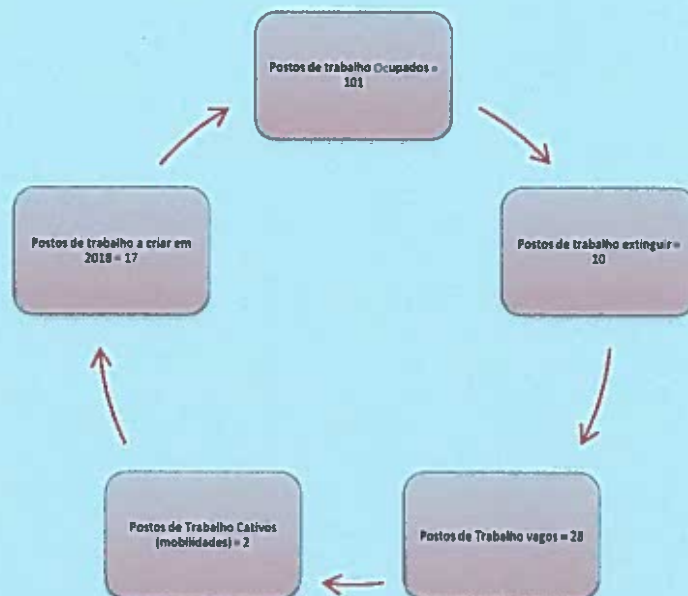 Postos de trabalho Ocupados =
101
Postos de trabalho extinguir =
10
Postos de Trabalho vagos = 28
Postos de Trabalho Cativos
(mobilidades) = 2
Postos de trabalho a criar em
2018 = 17